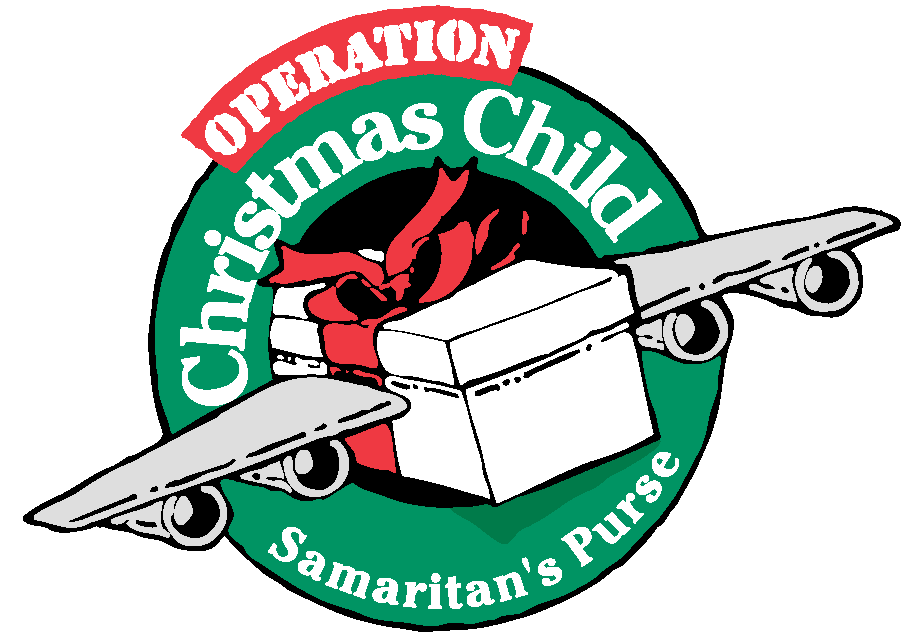 OPERATION
Christmas Child
Samaritan's Purse